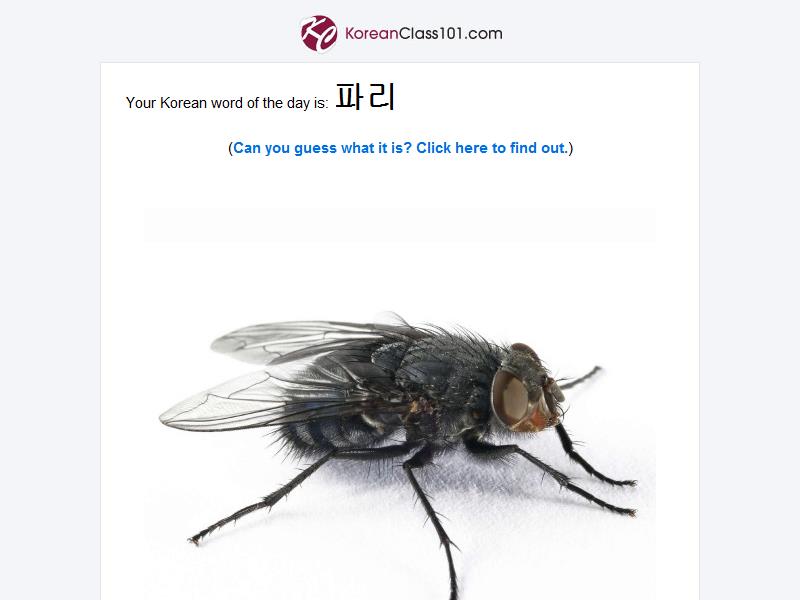 KoreanClass101.com
Your Korean word of the day is: 파리
(Can you guess what it is? Click here to find out.)